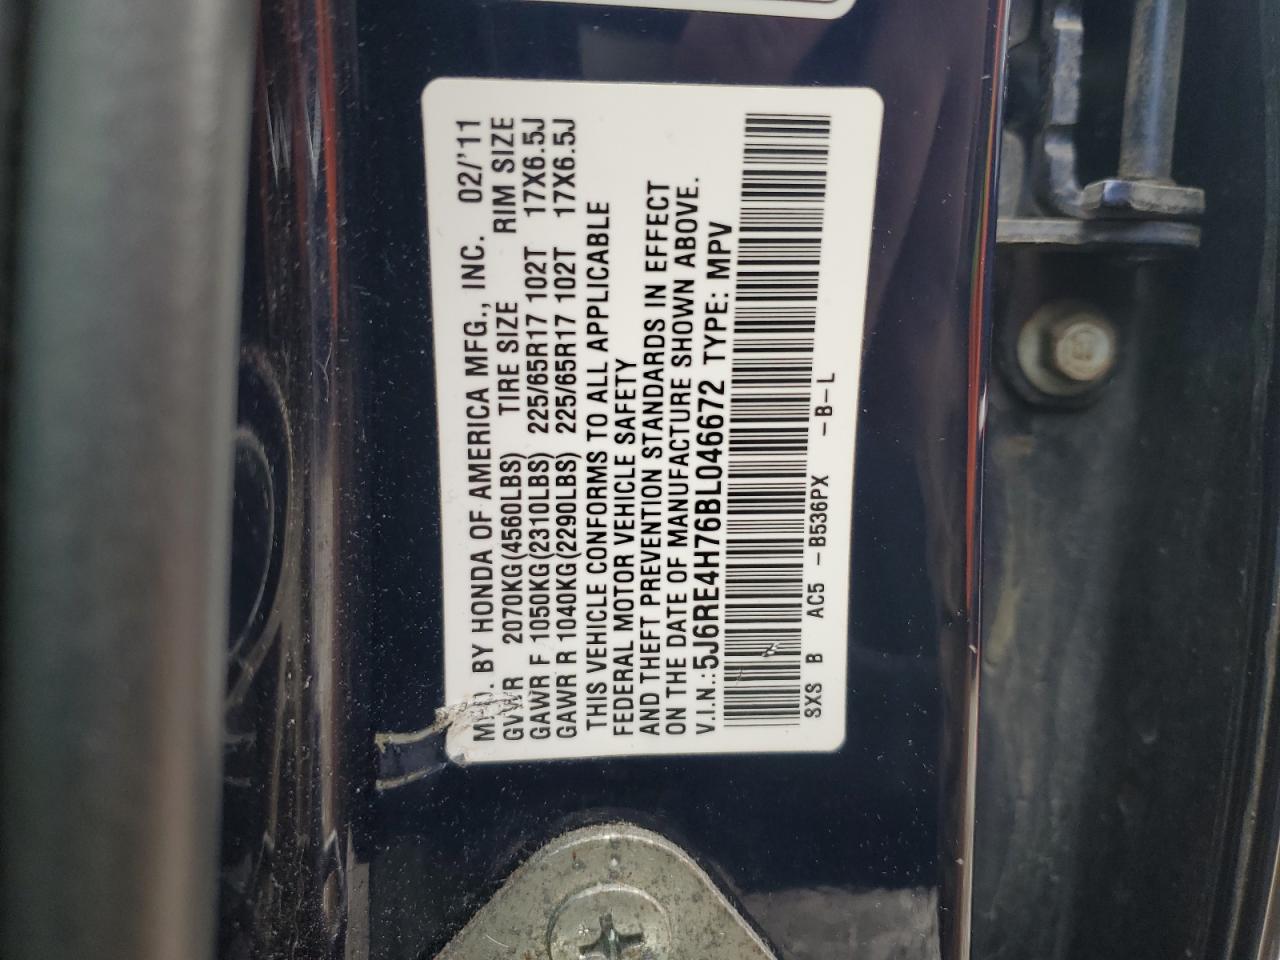 MFD. BY HONDA OF AMERICA MFG., INC. 02/'11
GVWR 2070KG(4560LBS) TIRE SIZE RIM SIZE
GAWR F 1050KG(2310LBS) 225/65R17 102T 17X6.5J
GAWR R 1040KG(2290LBS) 225/65R17 102T 17X6.5J
THIS VEHICLE CONFORMS TO ALL APPLICABLE
FEDERAL MOTOR VEHICLE SAFETY
AND THEFT PREVENTION STANDARDS IN EFFECT
ON THE DATE OF MANUFACTURE SHOWN ABOVE.
V.I.N.:5J6RE4H76BL046672 TYPE: MPV
SXS B AC5 -B536PX -B-L